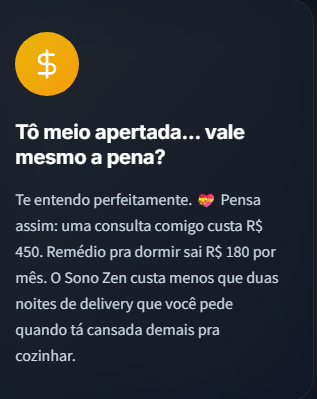 $
Tô meio apertada... vale
mesmo a pena?
Te entendo perfeitamente. 💝 Pensa
assim: uma consulta comigo custa R$
450. Remédio pra dormir sai R$ 180 por
mês. O Sono Zen custa menos que duas
noites de delivery que você pede
quando tá cansada demais pra
cozinhar.